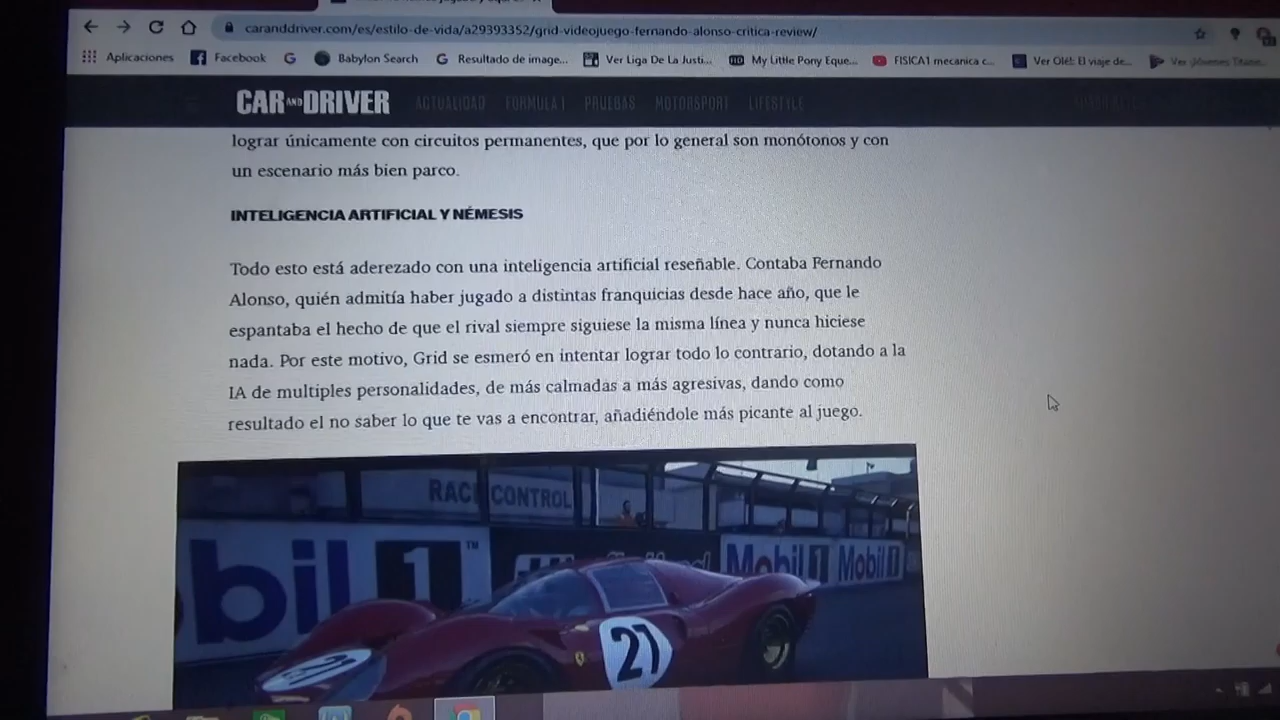 caranddriver.com/es/estilo-de-vida/a29393352/grid-videojuego-fernando-alonso-critica-review/
Aplicaciones Facebook Babylon Search Resultado de image... Ver Liga De La Justi... My Little Pony Eque... FISICA1 mecanica c... Ver Olé!: El viaje de... Ver ¡Jóvenes Titane...
CAR AND DRIVER ACTUALIDAD FORMULA 1 PRUEBAS MOTORSPORT LIFESTYLE
lograr únicamente con circuitos permanentes, que por lo general son monótonos y con
un escenario más bien parco.
INTELIGENCIA ARTIFICIAL Y NÉMESIS
Todo esto está aderezado con una inteligencia artificial reseñable. Contaba Fernando
Alonso, quién admitía haber jugado a distintas franquicias desde hace año, que le
espantaba el hecho de que el rival siempre siguiese la misma línea y nunca hiciese
nada. Por este motivo, Grid se esmeró en intentar lograr todo lo contrario, dotando a la
IA de multiples personalidades, de más calmadas a más agresivas, dando como
resultado el no saber lo que te vas a encontrar, añadiéndole más picante al juego.
RACE CONTROL
bil 1 ™
Mobil 1 Mobil 1
21
21